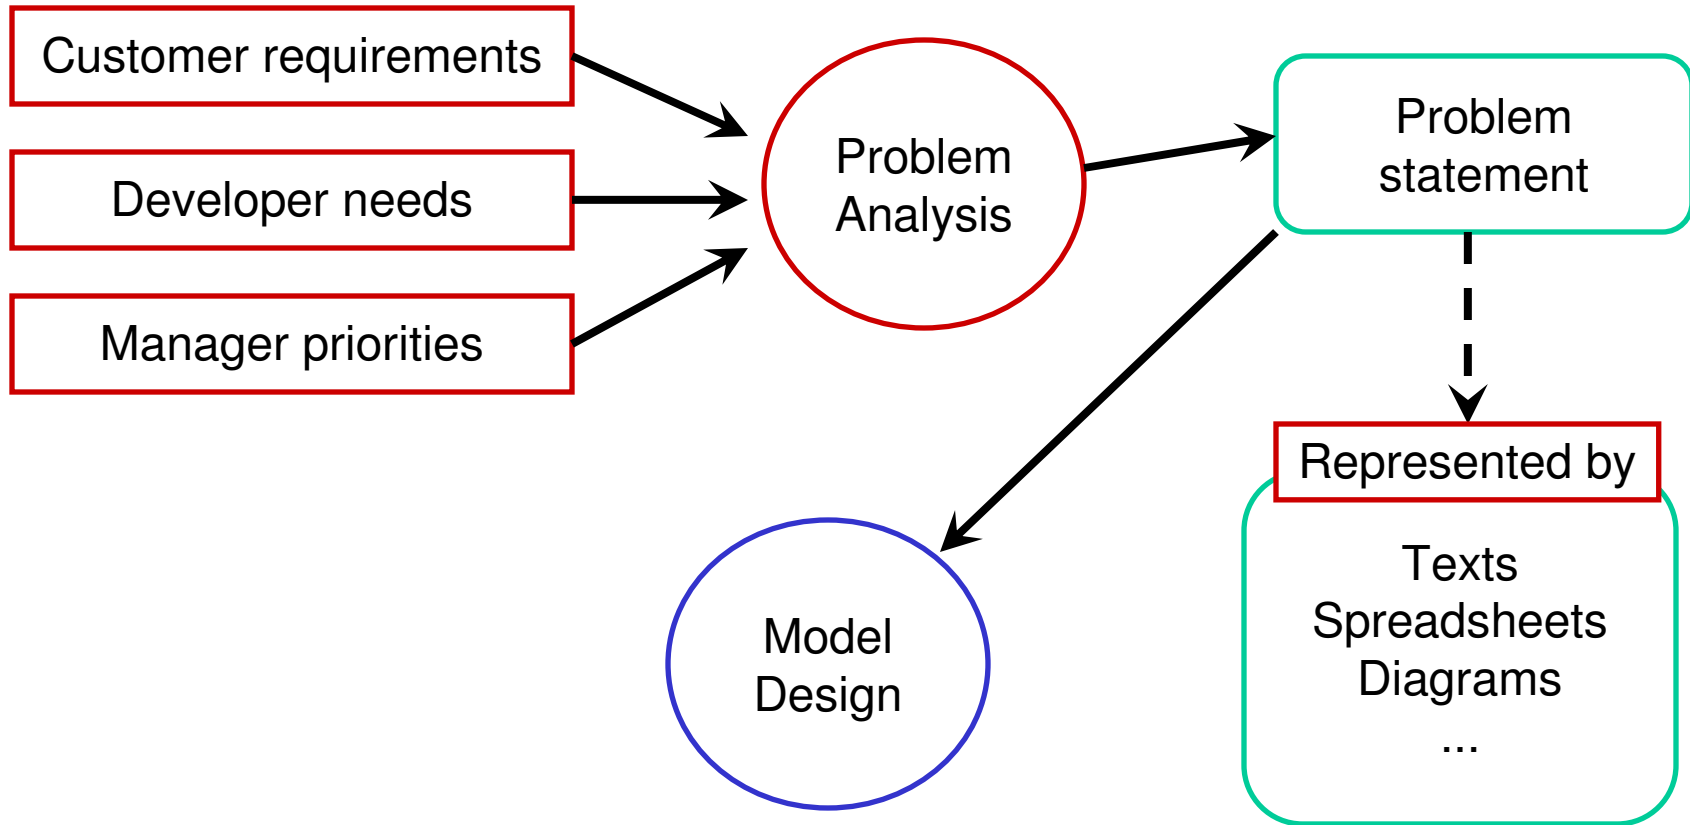 Customer requirements
Developer needs
Manager priorities
Problem
Analysis
Problem
statement
Model
Design
Represented by
Texts
Spreadsheets
Diagrams
...